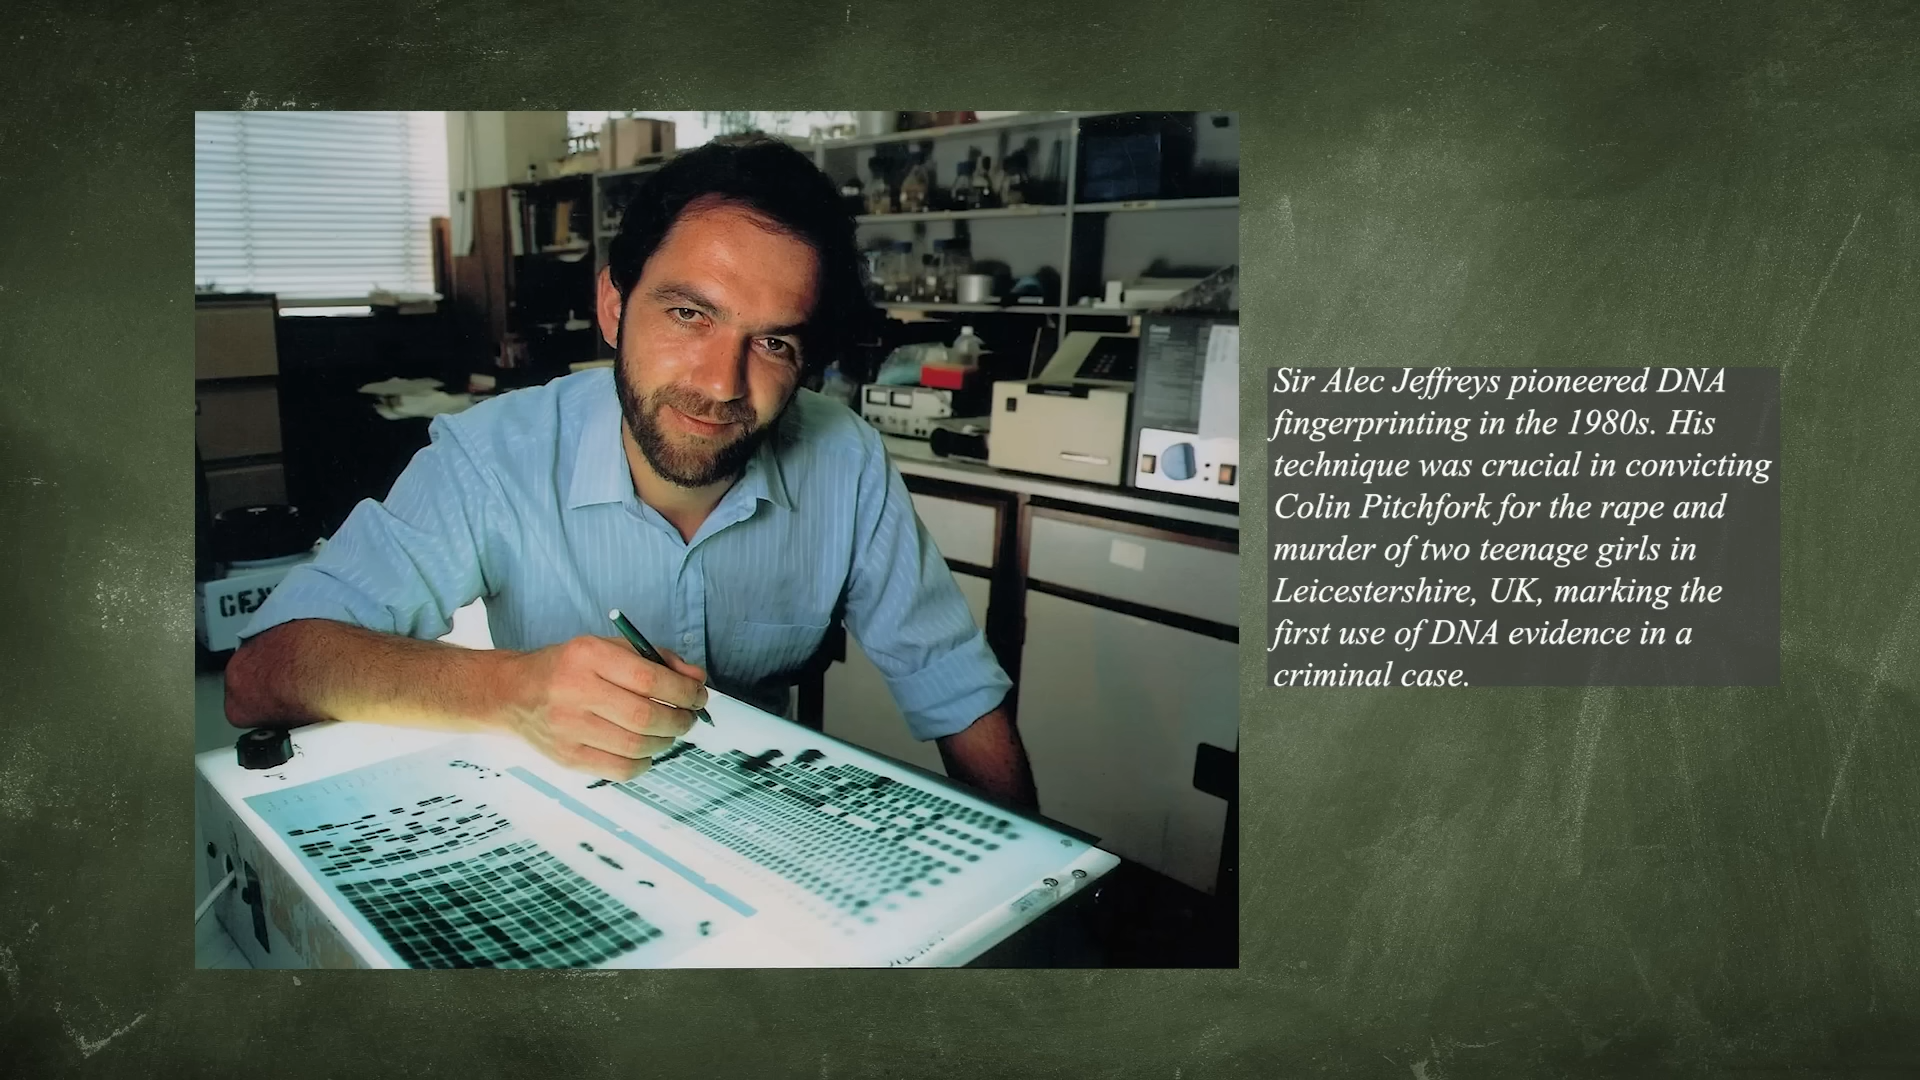 Sir Alec Jeffreys pioneered DNA
fingerprinting in the 1980s. His
technique was crucial in convicting
Colin Pitchfork for the rape and
murder of two teenage girls in
Leicestershire, UK, marking the
first use of DNA evidence in a
criminal case.